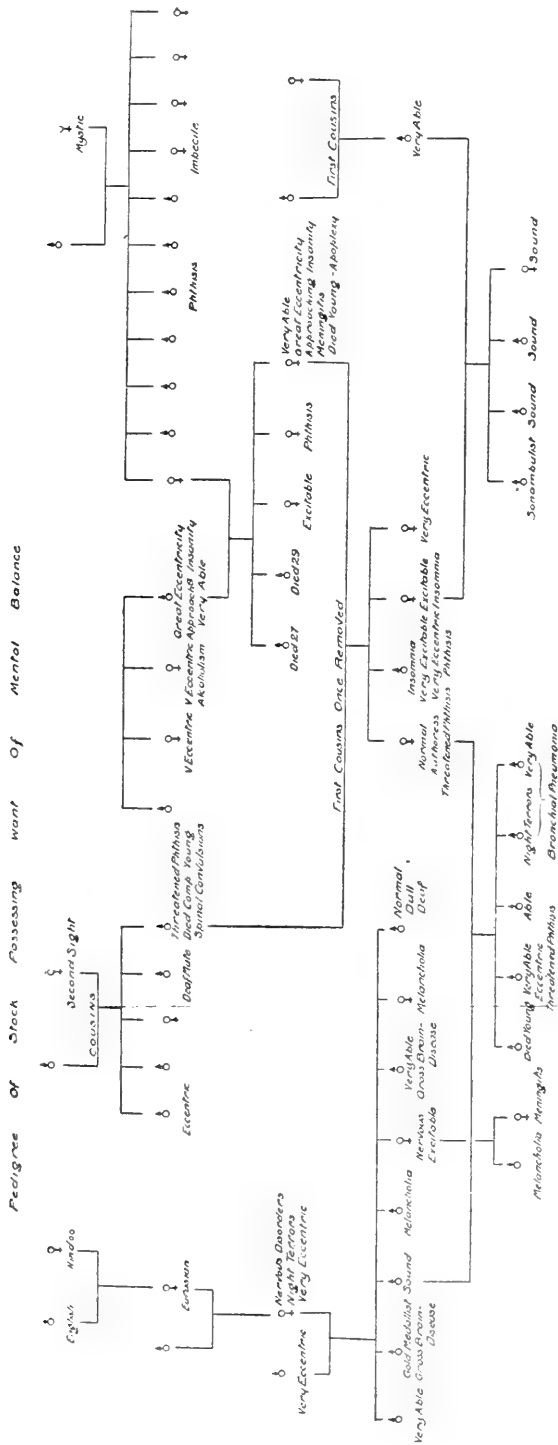 Pedigree Of Stock Possessing Want Of Mental Balance
English
Hindoo
Eurasian
Very Eccentric
Nervous Disorders
Night Terrors
Very Eccentric
Very Able
Gross Brain-
Disease
Gold Medallist
Sound
Melancholia
Nervous
Excitable
Very Able
Gross Brain-
Disease
Melancholia
Normal
Dull
Deaf
Melancholia
Meningitis
Second Sight
COUSINS
Eccentric
Deaf Mute
Threatened Phthisis
Died Comp Young
Spinal Convulsions
V Eccentric
V Eccentric
Alcoholism
Great Eccentricity
Approachg Insanity
Very Able
Mystic
Phthisis
Imbecile
Died 27
Died 29
Excitable
Phthisis
Very Able
Great Eccentricity
Approaching Insanity
Meningitis
Died Young - Apoplexy
First Cousins Once Removed
First Cousins
Very Able
Normal
Authoress
Threatened Phthisis
Insomnia
Very Excitable
Very Eccentric
Phthisis
Excitable
Insomnia
Very Eccentric
Died Young
Very Able
Eccentric
Threatened Phthisis
Able
Night Terrors
Very Able
Bronchial Pneumonia
Sonambulist
Sound
Sound
Sound